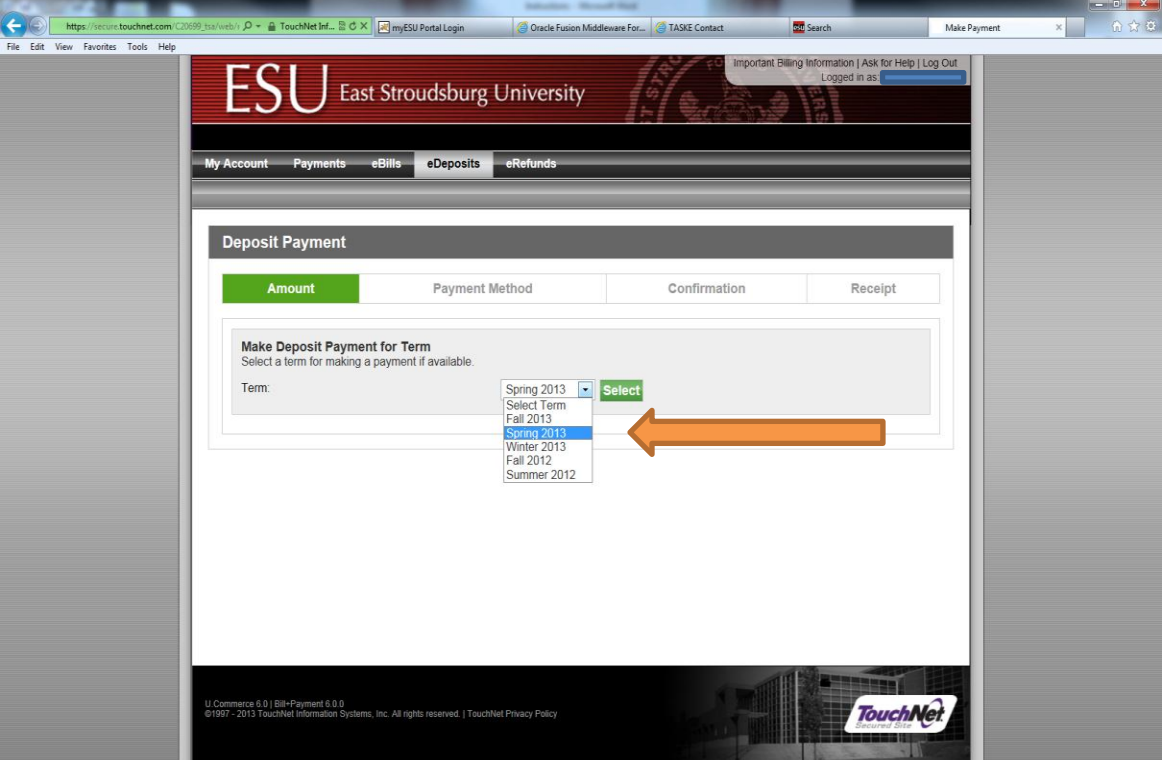 https://secure.touchnet.com/C20699_tsa/web/
TouchNet Inf...
myESU Portal Login
Oracle Fusion Middleware For...
TASKE Contact
ESU Search
Make Payment
File Edit View Favorites Tools Help
Important Billing Information | Ask for Help | Log Out
Logged in as:
ESU East Stroudsburg University
My Account Payments eBills eDeposits eRefunds
Deposit Payment
Amount Payment Method Confirmation Receipt
Make Deposit Payment for Term
Select a term for making a payment if available.
Term: Spring 2013 Select
Select Term
Fall 2013
Spring 2013
Winter 2013
Fall 2012
Summer 2012
U.Commerce 6.0 | Bill+Payment 6.0.0
©1997 - 2013 TouchNet Information Systems, Inc. All rights reserved. | TouchNet Privacy Policy
TouchNet
Secured Site